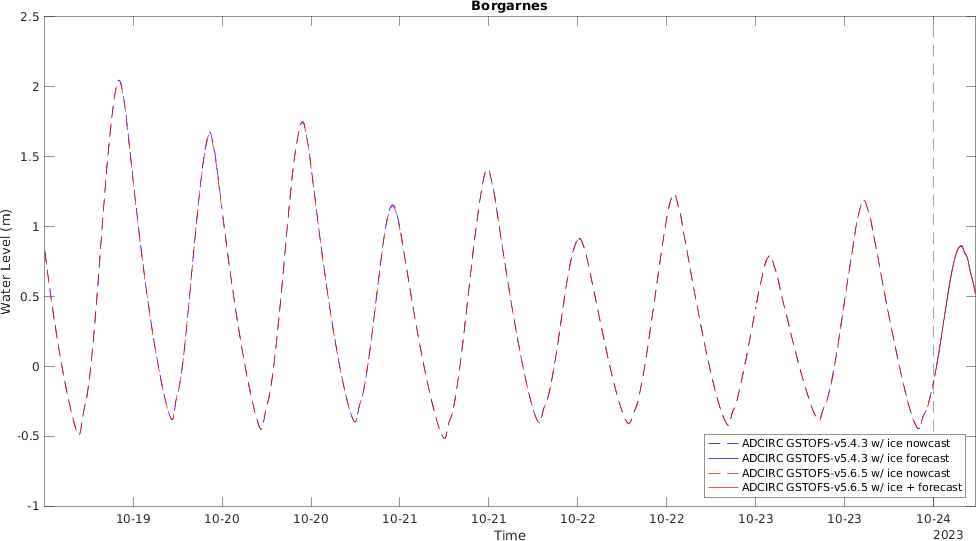 Borgarnes
2.5
2
1.5
1
0.5
0
-0.5
-1
Water Level (m)
10-19
10-20
10-20
10-21
10-21
10-22
10-22
10-23
10-23
10-24
2023
Time
ADCIRC GSTOFS-v5.4.3 w/ ice nowcast
ADCIRC GSTOFS-v5.4.3 w/ ice forecast
ADCIRC GSTOFS-v5.6.5 w/ ice nowcast
ADCIRC GSTOFS-v5.6.5 w/ ice + forecast